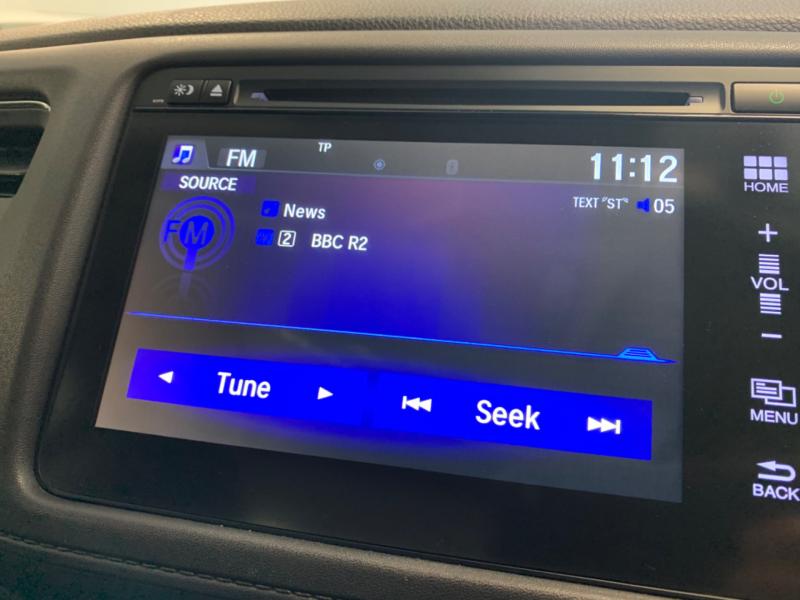 TP
FM
11:12
SOURCE
TEXT "ST" 05
FM
News
2 BBC R2
Tune
Seek
HOME
+
VOL
-
MENU
BACK